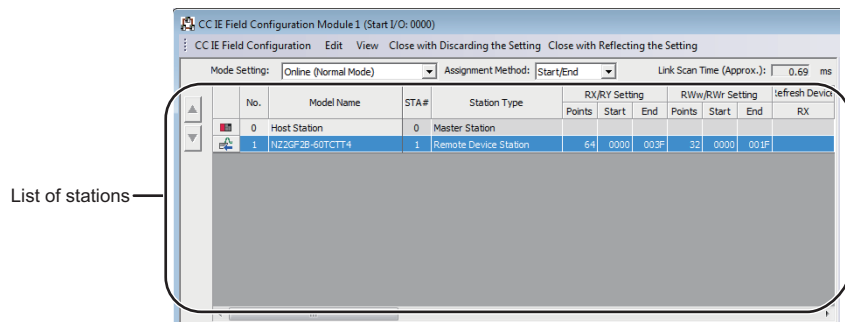 CC IE Field Configuration Module 1 (Start I/O: 0000)
CC IE Field Configuration Edit View Close with Discarding the Setting Close with Reflecting the Setting
Mode Setting: Online (Normal Mode) Assignment Method: Start/End Link Scan Time (Approx.): 0.69 ms
No. Model Name STA# Station Type RX/RY Setting RWw/RWr Setting Refresh Device
Points Start End Points Start End RX
0 Host Station 0 Master Station
1 NZ2GF2B-60TCTT4 1 Remote Device Station 64 0000 003F 32 0000 001F
List of stations